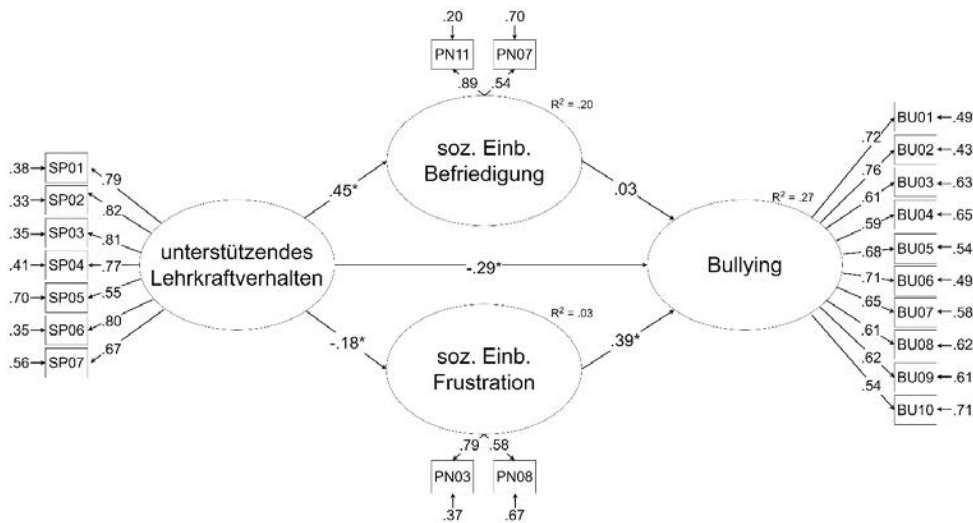 .20
.70
PN11
PN07
.89
.54
R² = .20
soz. Einb.
Befriedigung
.45*
.03
.38
SP01
.79
.33
SP02
.82
.35
SP03
.81
.41
SP04
.77
.70
SP05
.55
.35
SP06
.80
.56
SP07
.67
unterstützendes
Lehrkraftverhalten
-.29*
R² = .27
Bullying
.72
BU01
.49
.76
BU02
.43
.61
BU03
.63
.59
BU04
.65
.68
BU05
.54
.71
BU06
.49
.65
BU07
.58
.61
BU08
.62
.62
BU09
.61
.54
BU10
.71
-.18*
.39*
R² = .03
soz. Einb.
Frustration
.79
.58
PN03
PN08
.37
.67